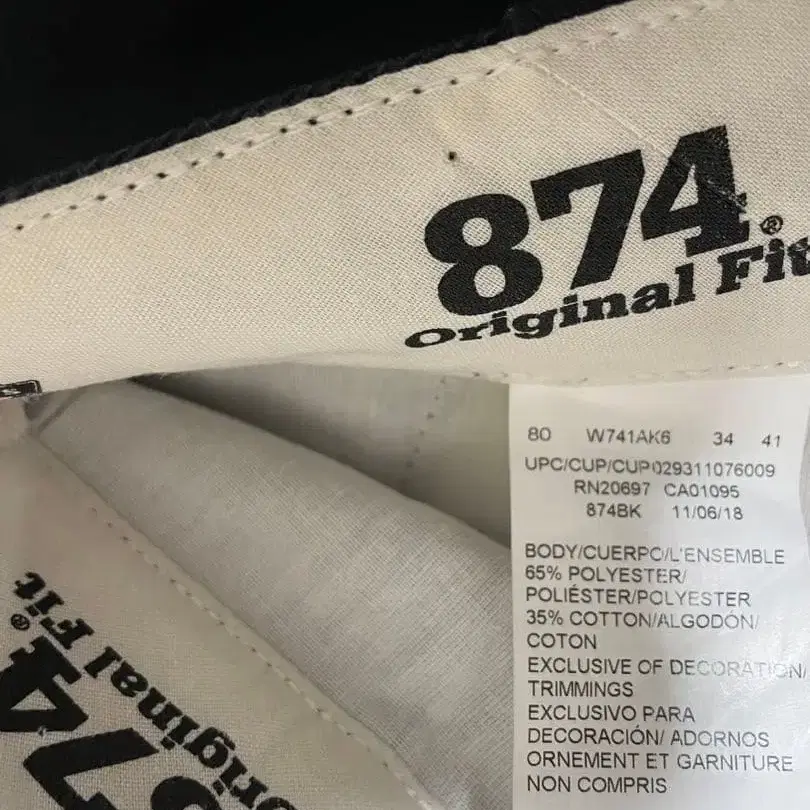 874®
Original Fit
80 W741AK6 34 41
UPC/CUP/CUP029311076009
RN20697 CA01095
874BK 11/06/18
BODY/CUERPO/L'ENSEMBLE
65% POLYESTER/
POLIÉSTER/POLYESTER
35% COTTON/ALGODÓN/
COTON
EXCLUSIVE OF DECORATION/
TRIMMINGS
EXCLUSIVO PARA
DECORACIÓN/ ADORNOS
ORNEMENT ET GARNITURE
NON COMPRIS
874®
Original Fit